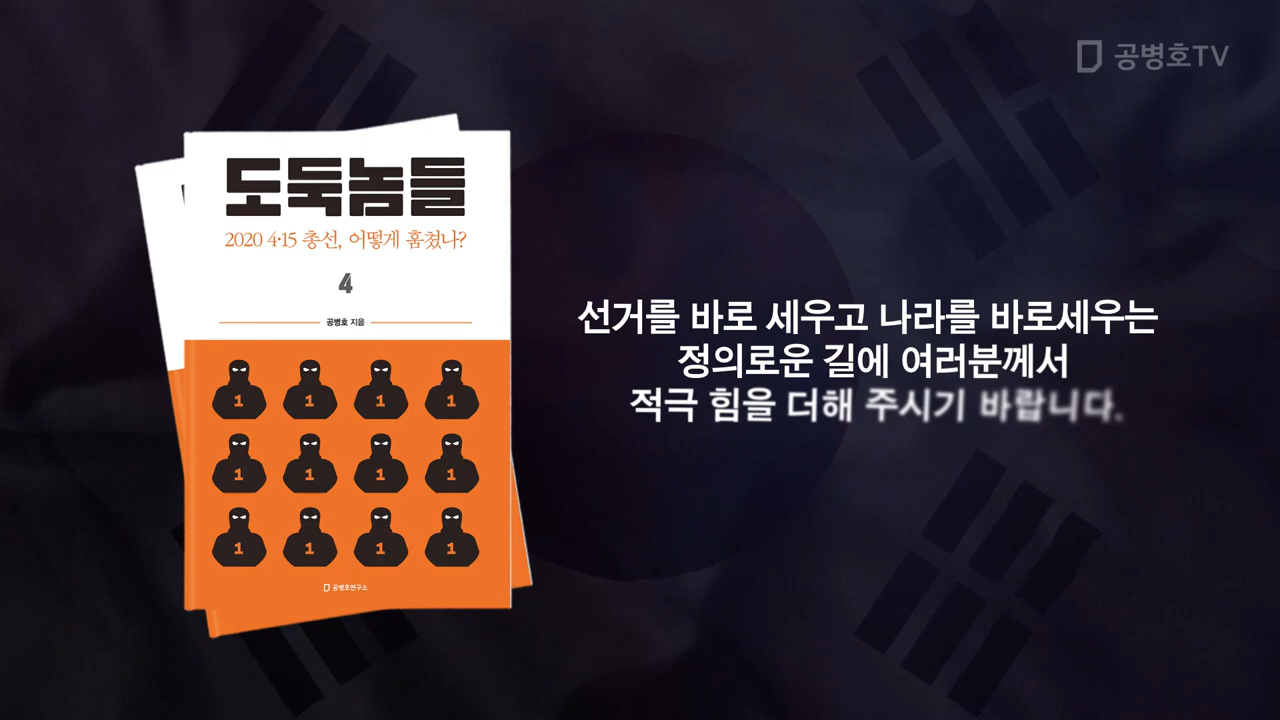 공병호TV
도둑놈들
2020 4·15 총선, 어떻게 훔쳤나?
4
공병호 지음
1 1 1 1
1 1 1 1
1 1 1 1
공병호연구소
선거를 바로 세우고 나라를 바로세우는
정의로운 길에 여러분께서
적극 힘을 더해 주시기 바랍니다.